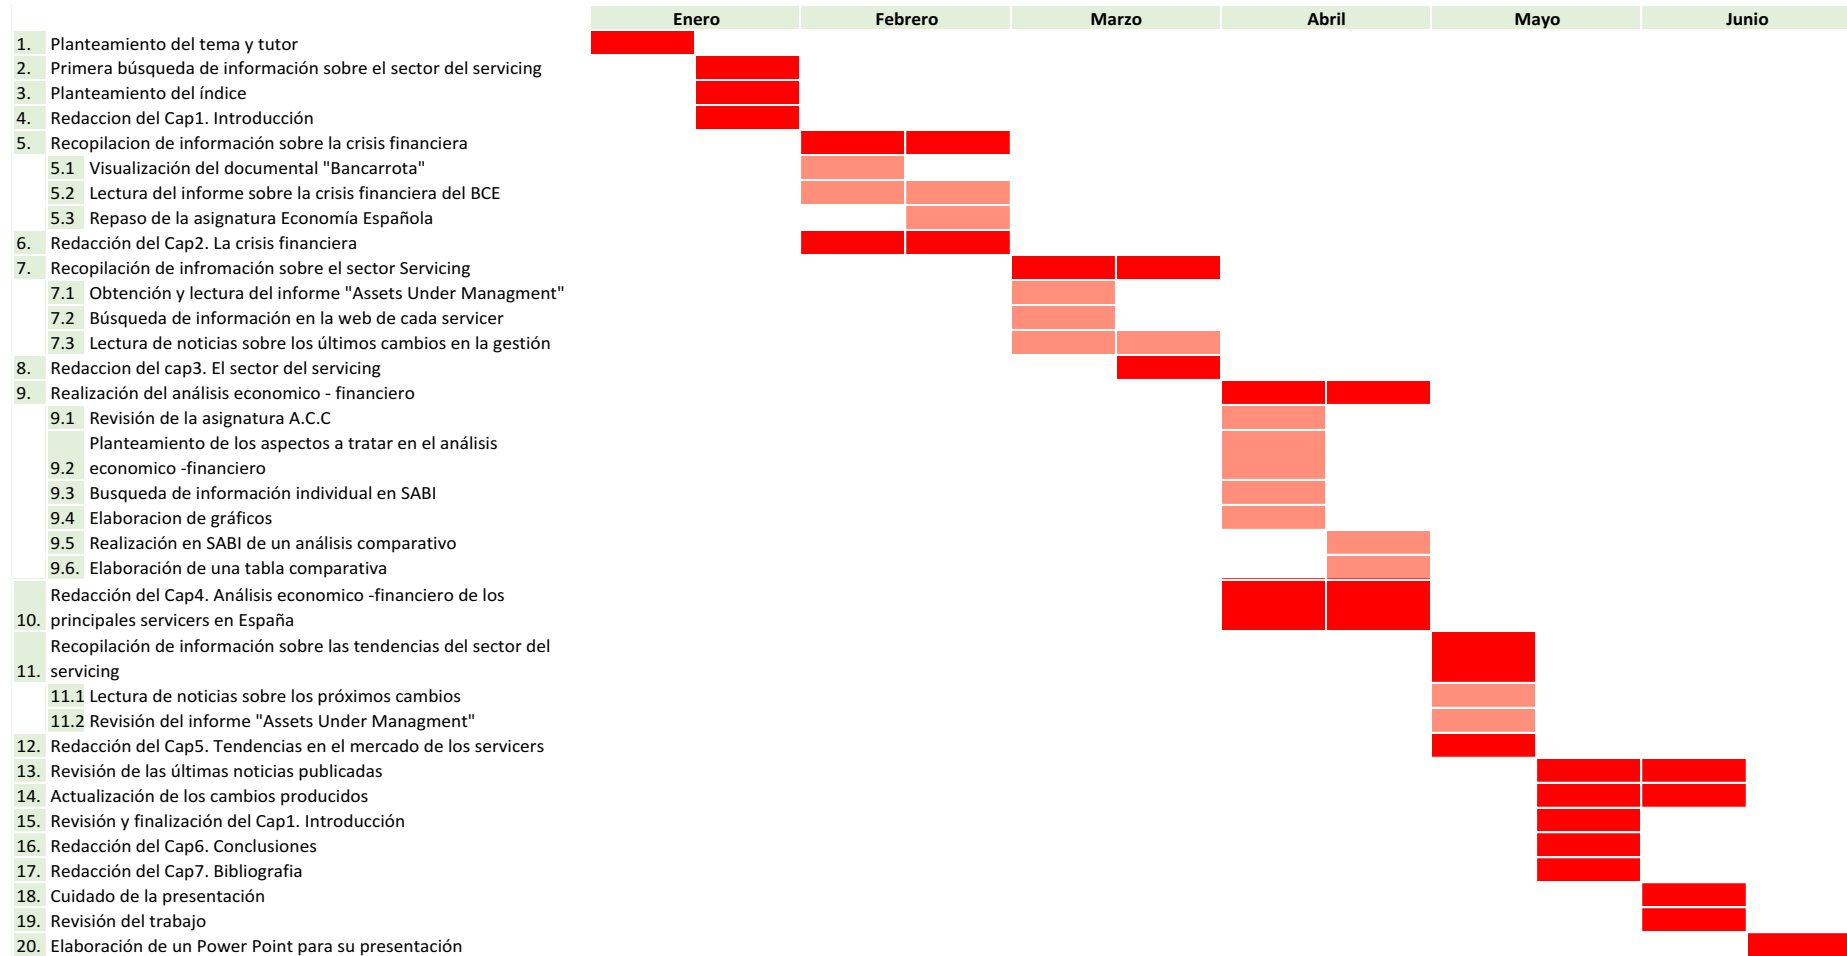 Enero Febrero Marzo Abril Mayo Junio
1. Planteamiento del tema y tutor
2. Primera búsqueda de información sobre el sector del servicing
3. Planteamiento del índice
4. Redaccion del Cap1. Introducción
5. Recopilacion de información sobre la crisis financiera
5.1 Visualización del documental "Bancarrota"
5.2 Lectura del informe sobre la crisis financiera del BCE
5.3 Repaso de la asignatura Economía Española
6. Redacción del Cap2. La crisis financiera
7. Recopilación de infromación sobre el sector Servicing
7.1 Obtención y lectura del informe "Assets Under Managment"
7.2 Búsqueda de información en la web de cada servicer
7.3 Lectura de noticias sobre los últimos cambios en la gestión
8. Redaccion del cap3. El sector del servicing
9. Realización del análisis economico - financiero
9.1 Revisión de la asignatura A.C.C
Planteamiento de los aspectos a tratar en el análisis
9.2 economico -financiero
9.3 Busqueda de información individual en SABI
9.4 Elaboracion de gráficos
9.5 Realización en SABI de un análisis comparativo
9.6. Elaboración de una tabla comparativa
Redacción del Cap4. Análisis economico -financiero de los
10. principales servicers en España
Recopilación de información sobre las tendencias del sector del
11. servicing
11.1 Lectura de noticias sobre los próximos cambios
11.2 Revisión del informe "Assets Under Managment"
12. Redacción del Cap5. Tendencias en el mercado de los servicers
13. Revisión de las últimas noticias publicadas
14. Actualización de los cambios producidos
15. Revisión y finalización del Cap1. Introducción
16. Redacción del Cap6. Conclusiones
17. Redacción del Cap7. Bibliografia
18. Cuidado de la presentación
19. Revisión del trabajo
20. Elaboración de un Power Point para su presentación